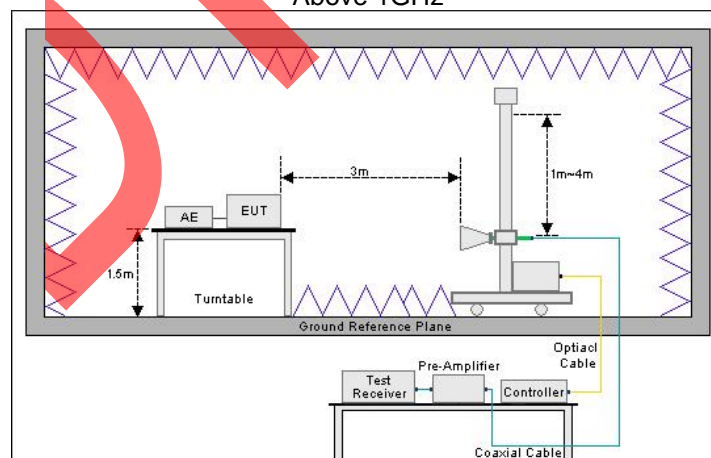 Above 1GHz
3m
1m~4m
AE
EUT
1.5m
Turntable
Ground Reference Plane
Optiacl
Cable
Pre-Amplifier
Test
Receiver
Controller
Coaxial Cable